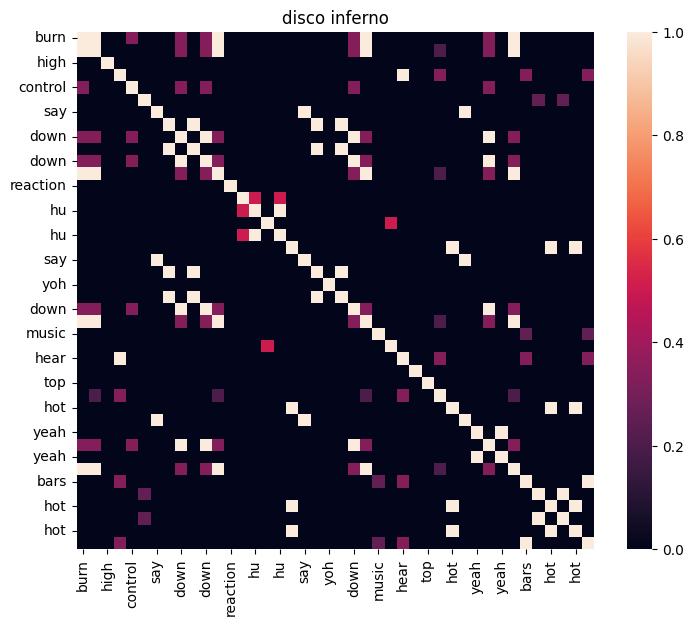 disco inferno
burn
high
control
say
down
down
reaction
hu
hu
say
yoh
down
music
hear
top
hot
yeah
yeah
bars
hot
hot
burn
high
control
say
down
down
reaction
hu
hu
say
yoh
down
music
hear
top
hot
yeah
yeah
bars
hot
hot
1.0
0.8
0.6
0.4
0.2
0.0